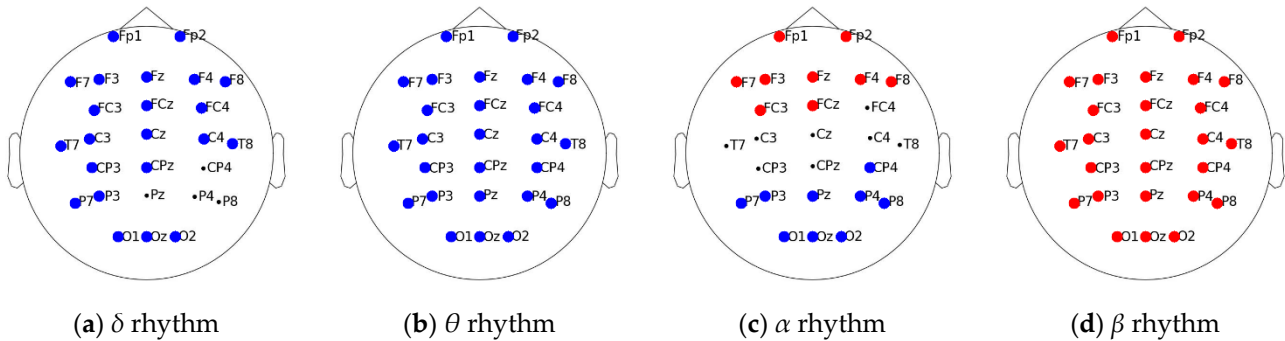 Fp1 Fp2
F7 F3 Fz F4 F8
FC3 FCz FC4
T7 C3 Cz C4 T8
CP3 CPz CP4
P7 P3 Pz P4 P8
O1 Oz O2
(a) δ rhythm
Fp1 Fp2
F7 F3 Fz F4 F8
FC3 FCz FC4
T7 C3 Cz C4 T8
CP3 CPz CP4
P7 P3 Pz P4 P8
O1 Oz O2
(b) θ rhythm
Fp1 Fp2
F7 F3 Fz F4 F8
FC3 FCz FC4
T7 C3 Cz C4 T8
CP3 CPz CP4
P7 P3 Pz P4 P8
O1 Oz O2
(c) α rhythm
Fp1 Fp2
F7 F3 Fz F4 F8
FC3 FCz FC4
T7 C3 Cz C4 T8
CP3 CPz CP4
P7 P3 Pz P4 P8
O1 Oz O2
(d) β rhythm